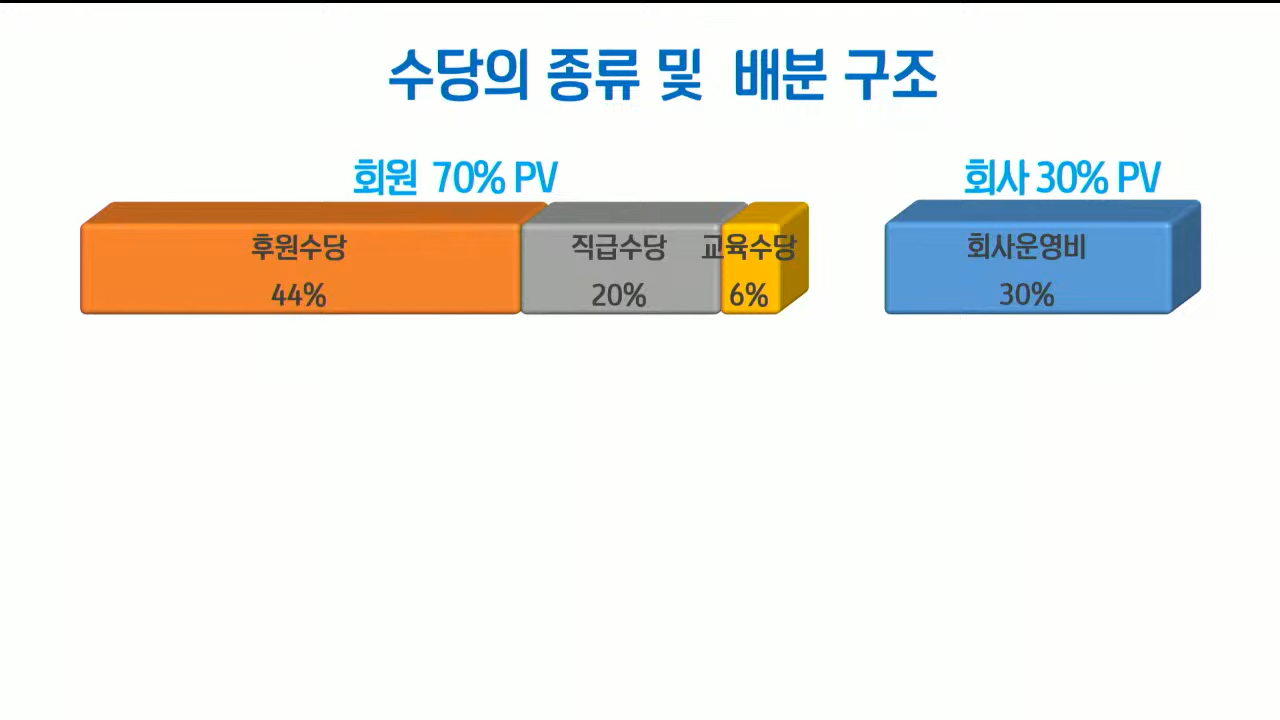 수당의 종류 및 배분 구조
회원 70% PV
회사 30% PV
후원수당
44%
직급수당
20%
교육수당
6%
회사운영비
30%